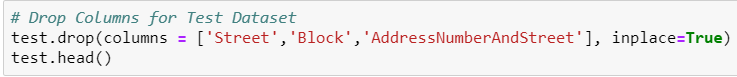 # Drop Columns for Test Dataset
test.drop(columns = ['Street','Block','AddressNumberAndStreet'], inplace=True)
test.head()